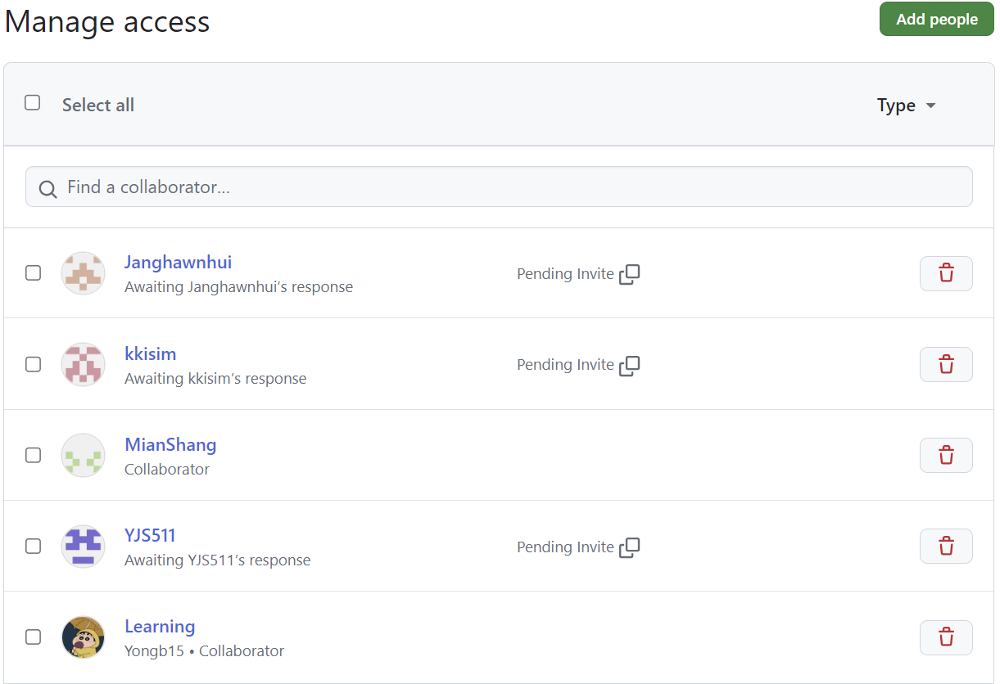 Manage access
Add people
Select all
Type
Find a collaborator...
Janghawnhui
Awaiting Janghawnhui’s response
Pending Invite
kkisim
Awaiting kkisim’s response
Pending Invite
MianShang
Collaborator
YJS511
Awaiting YJS511’s response
Pending Invite
Learning
Yongb15 • Collaborator